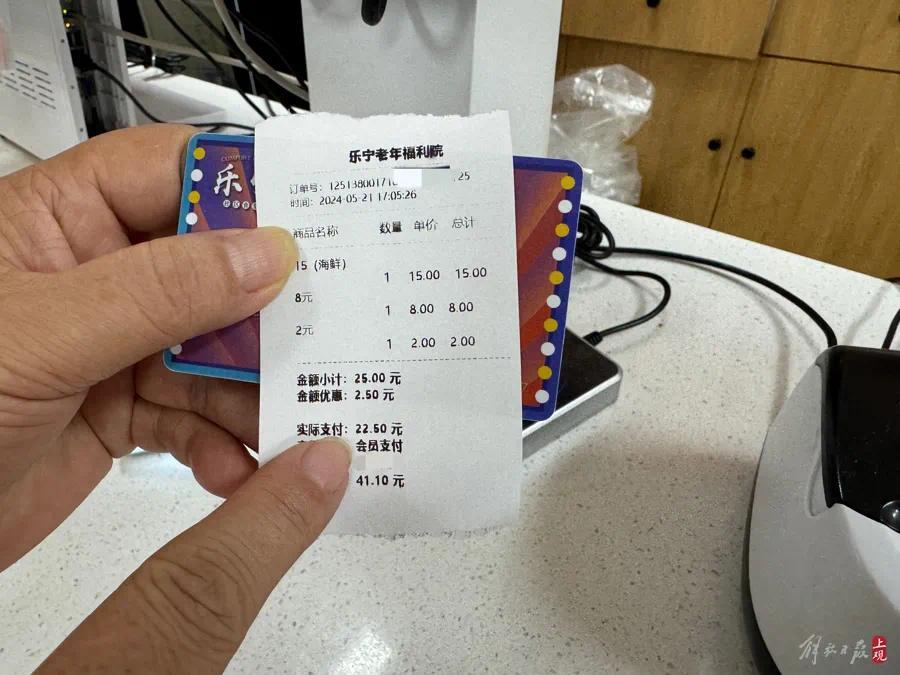 乐宁老年福利院
订单号：1251380017 25
时间：2024-05-21 17:05:26
商品名称 数量 单价 总计
15 (海鲜)
1 15.00 15.00
8元
1 8.00 8.00
2元
1 2.00 2.00
金额小计：25.00 元
金额优惠：2.50 元
实际支付：22.50 元
会员支付
41.10 元
COMFORT
乐
解放日报
上观